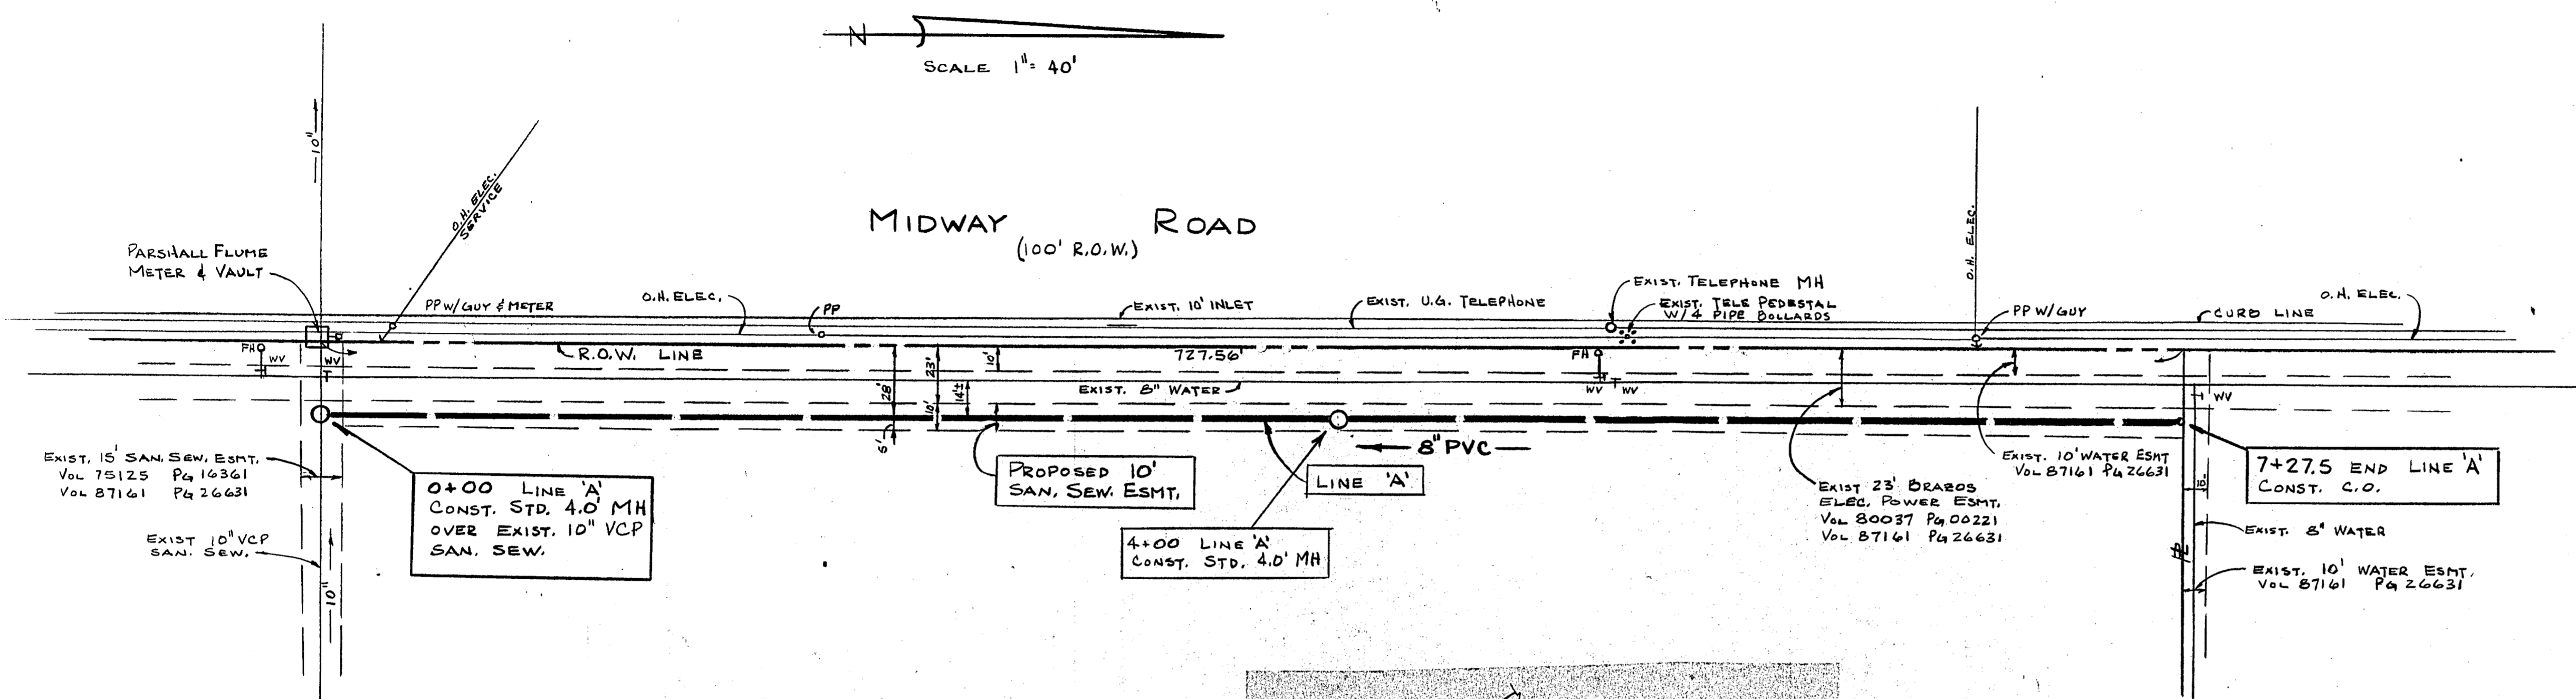 N
SCALE 1"= 40'
10"
O.H. ELEC.
SERVICE
MIDWAY ROAD
(100' R.O.W.)
PARSHALL FLUME
METER & VAULT
PP W/GUY & METER
O.H. ELEC.
PP
EXIST. 10' INLET
EXIST. U.G. TELEPHONE
EXIST. TELEPHONE MH
EXIST. TELE PEDESTAL
W/ 4 PIPE BOLLARDS
O.H. ELEC.
PP W/GUY
CURB LINE
O.H. ELEC.
FH
WV
WV
R.O.W. LINE
28'
23'
10'
10'
14'±
5'
727.56'
EXIST. 8" WATER
FH
WV
WV
WV
8" PVC
EXIST. 15' SAN. SEW. ESMT.
VOL 75125 PG 16361
VOL 87161 PG 26631
EXIST 10" VCP
SAN. SEW.
10"
0+00 LINE 'A'
CONST. STD. 4.0' MH
OVER EXIST. 10" VCP
SAN. SEW.
PROPOSED 10'
SAN. SEW. ESMT.
LINE 'A'
4+00 LINE 'A'
CONST. STD. 4.0' MH
EXIST 23' BRAZOS
ELEC. POWER ESMT.
VOL 80037 PG 00221
VOL 87161 PG 26631
EXIST. 10' WATER ESMT
VOL 87161 PG 26631
7+27.5 END LINE 'A'
CONST. C.O.
10
EXIST. 8" WATER
EXIST. 10' WATER ESMT.
VOL 87161 PG 26631